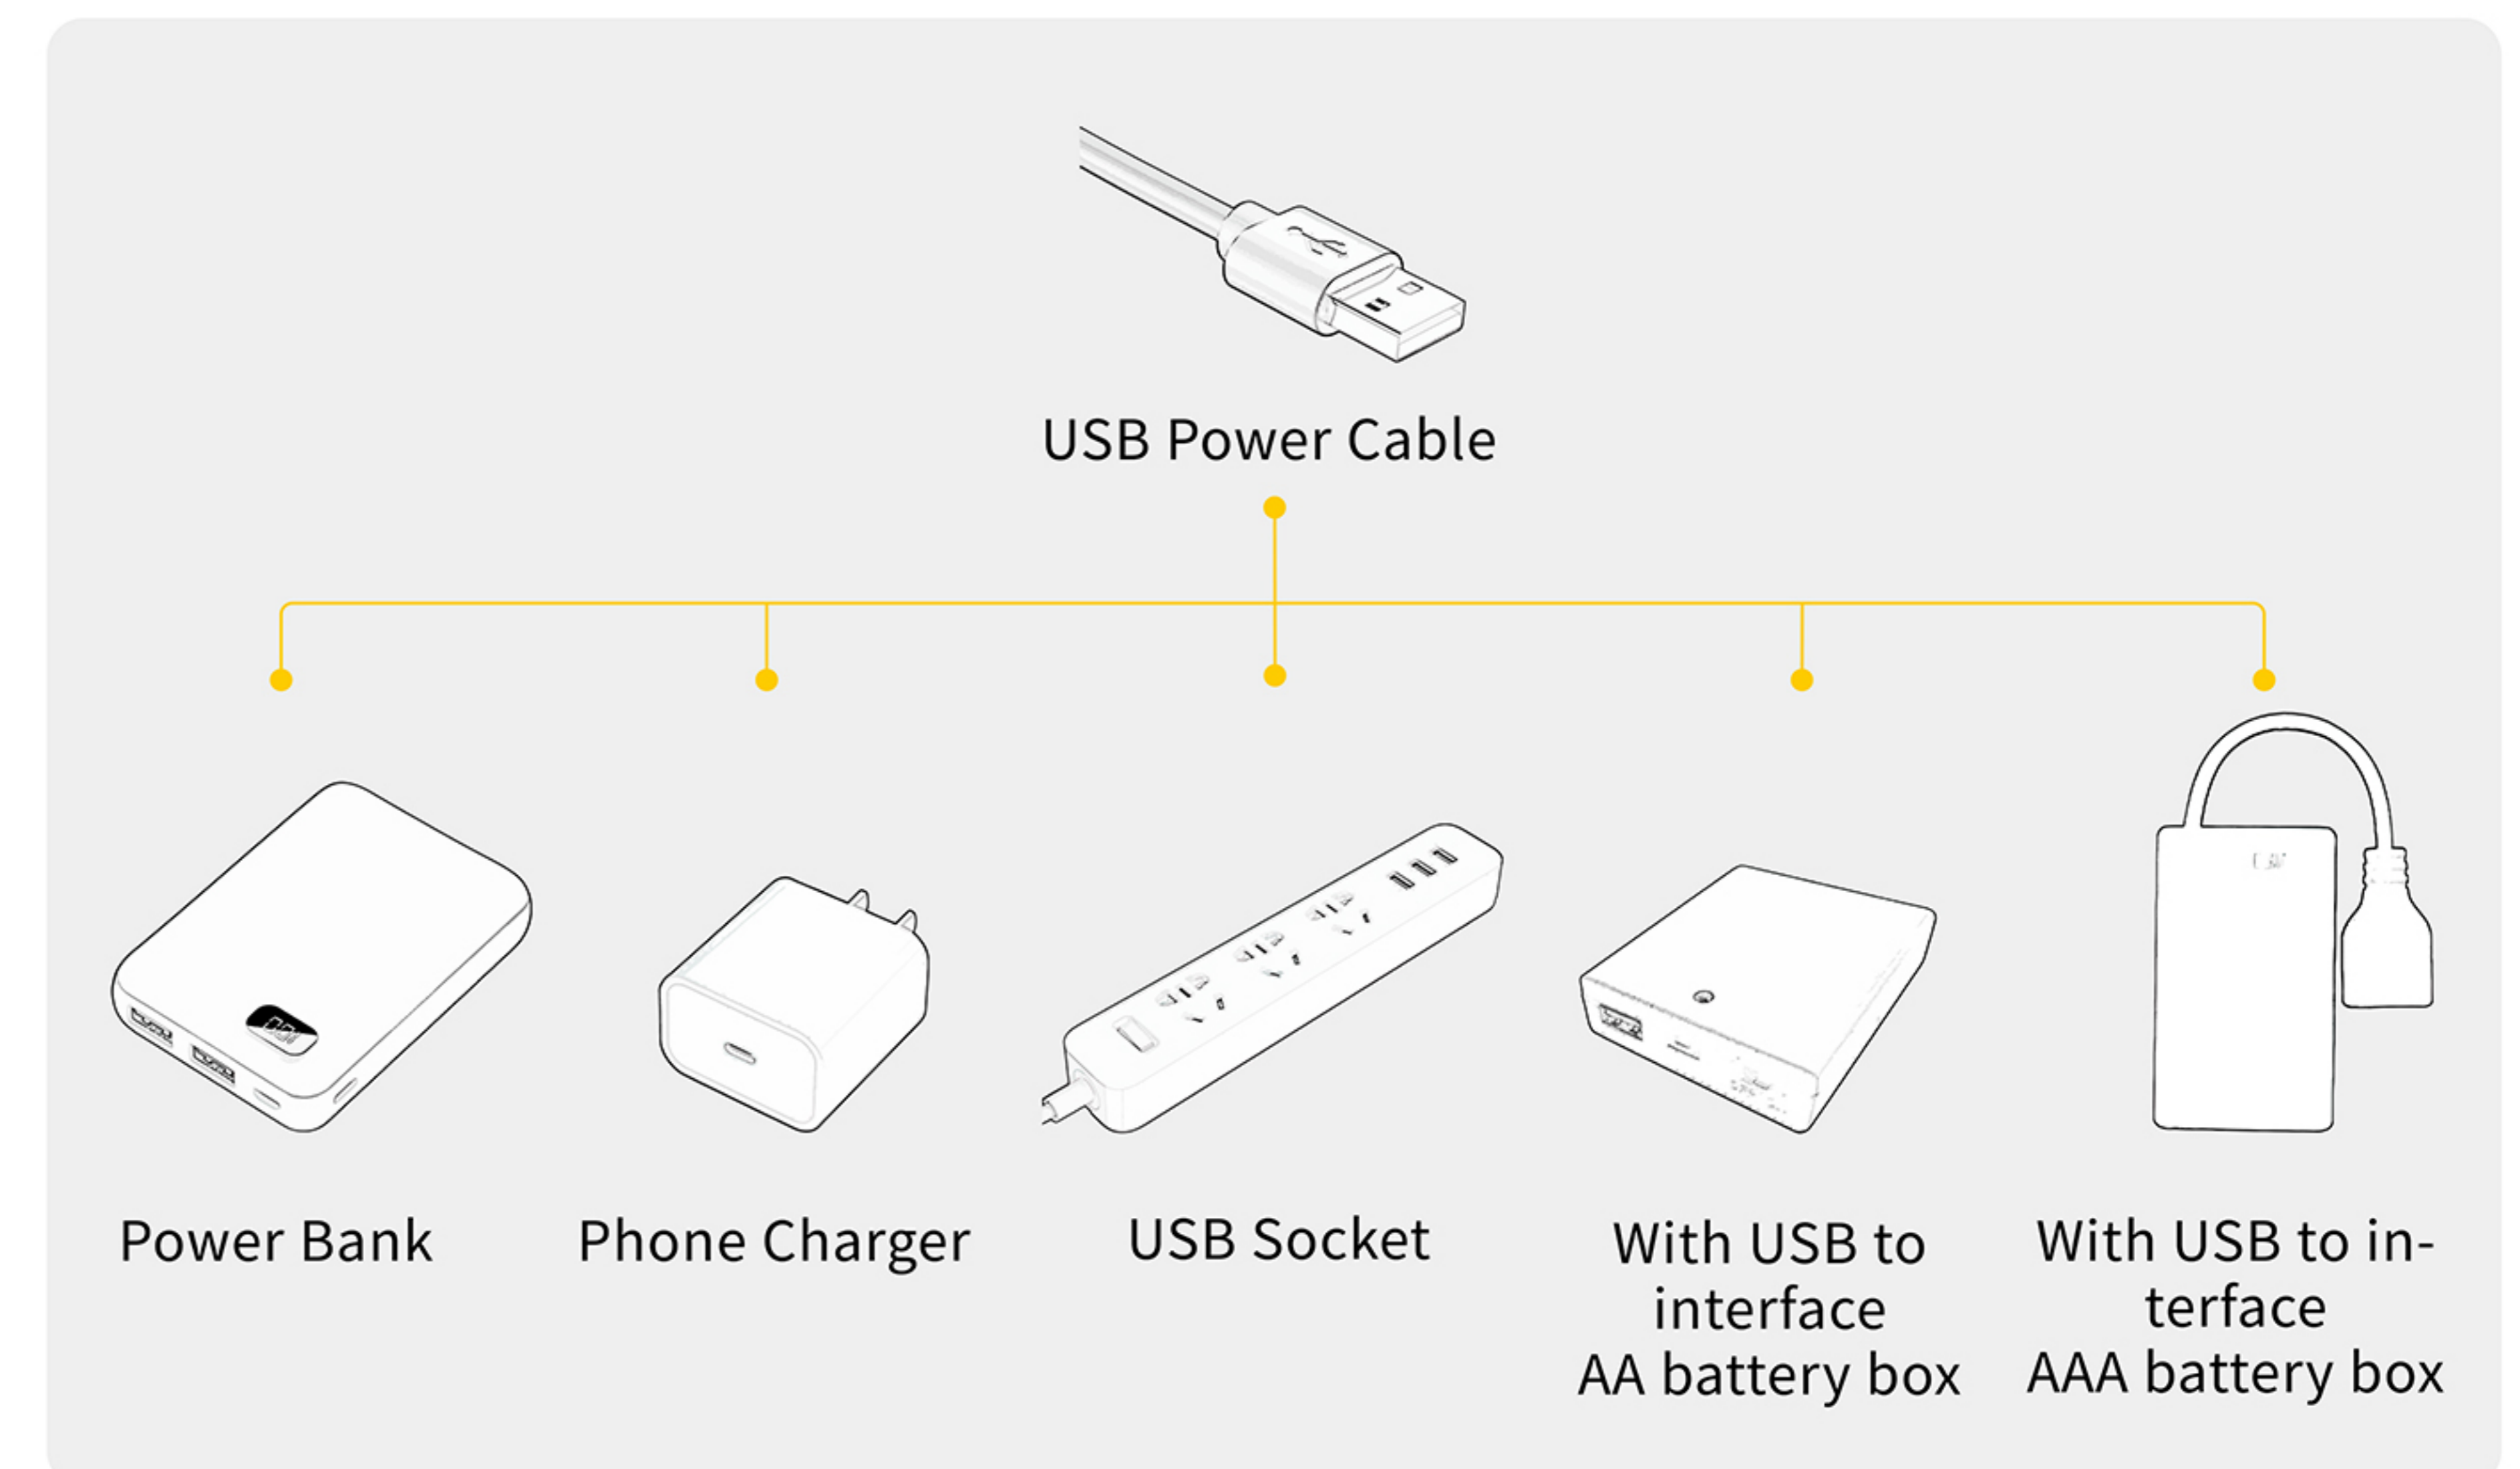 USB Power Cable
Power Bank
Phone Charger
USB Socket
With USB to
interface
AA battery box
With USB to in-
terface
AAA battery box